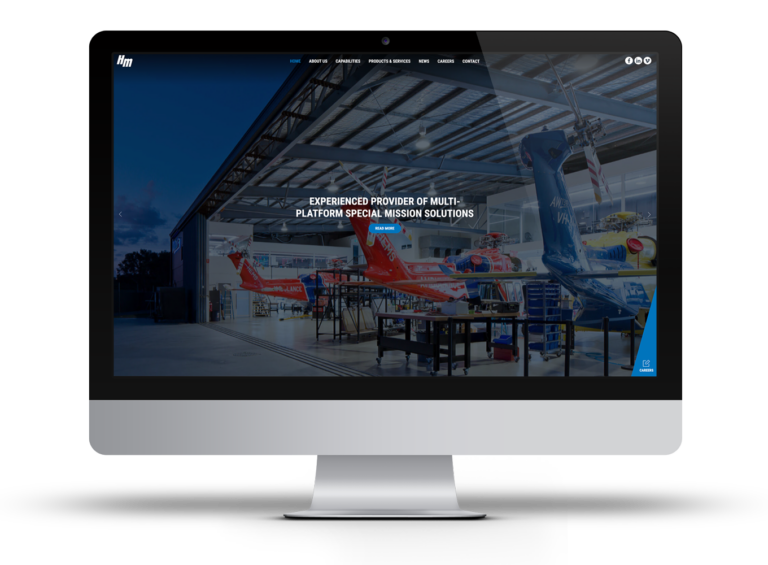 HM
HOME
ABOUT US
CAPABILITIES
PRODUCTS & SERVICES
NEWS
CAREERS
CONTACT
EXPERIENCED PROVIDER OF MULTI-
PLATFORM SPECIAL MISSION SOLUTIONS
READ MORE
CAREERS